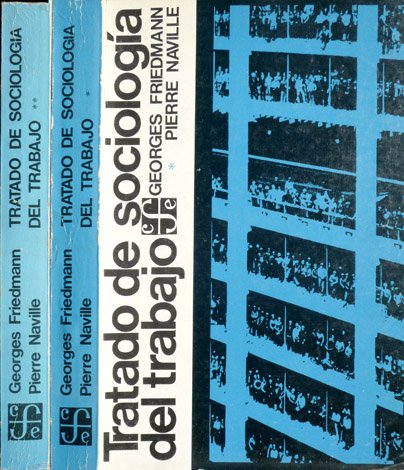 Georges Friedmann TRATADO DE SOCIOLOGÍA
Pierre Naville DEL TRABAJO **
Georges Friedmann TRATADO DE SOCIOLOGIA
Pierre Naville DEL TRABAJO *
Tratado de sociología
del trabajo
GEORGES FRIEDMANN
* PIERRE NAVILLE